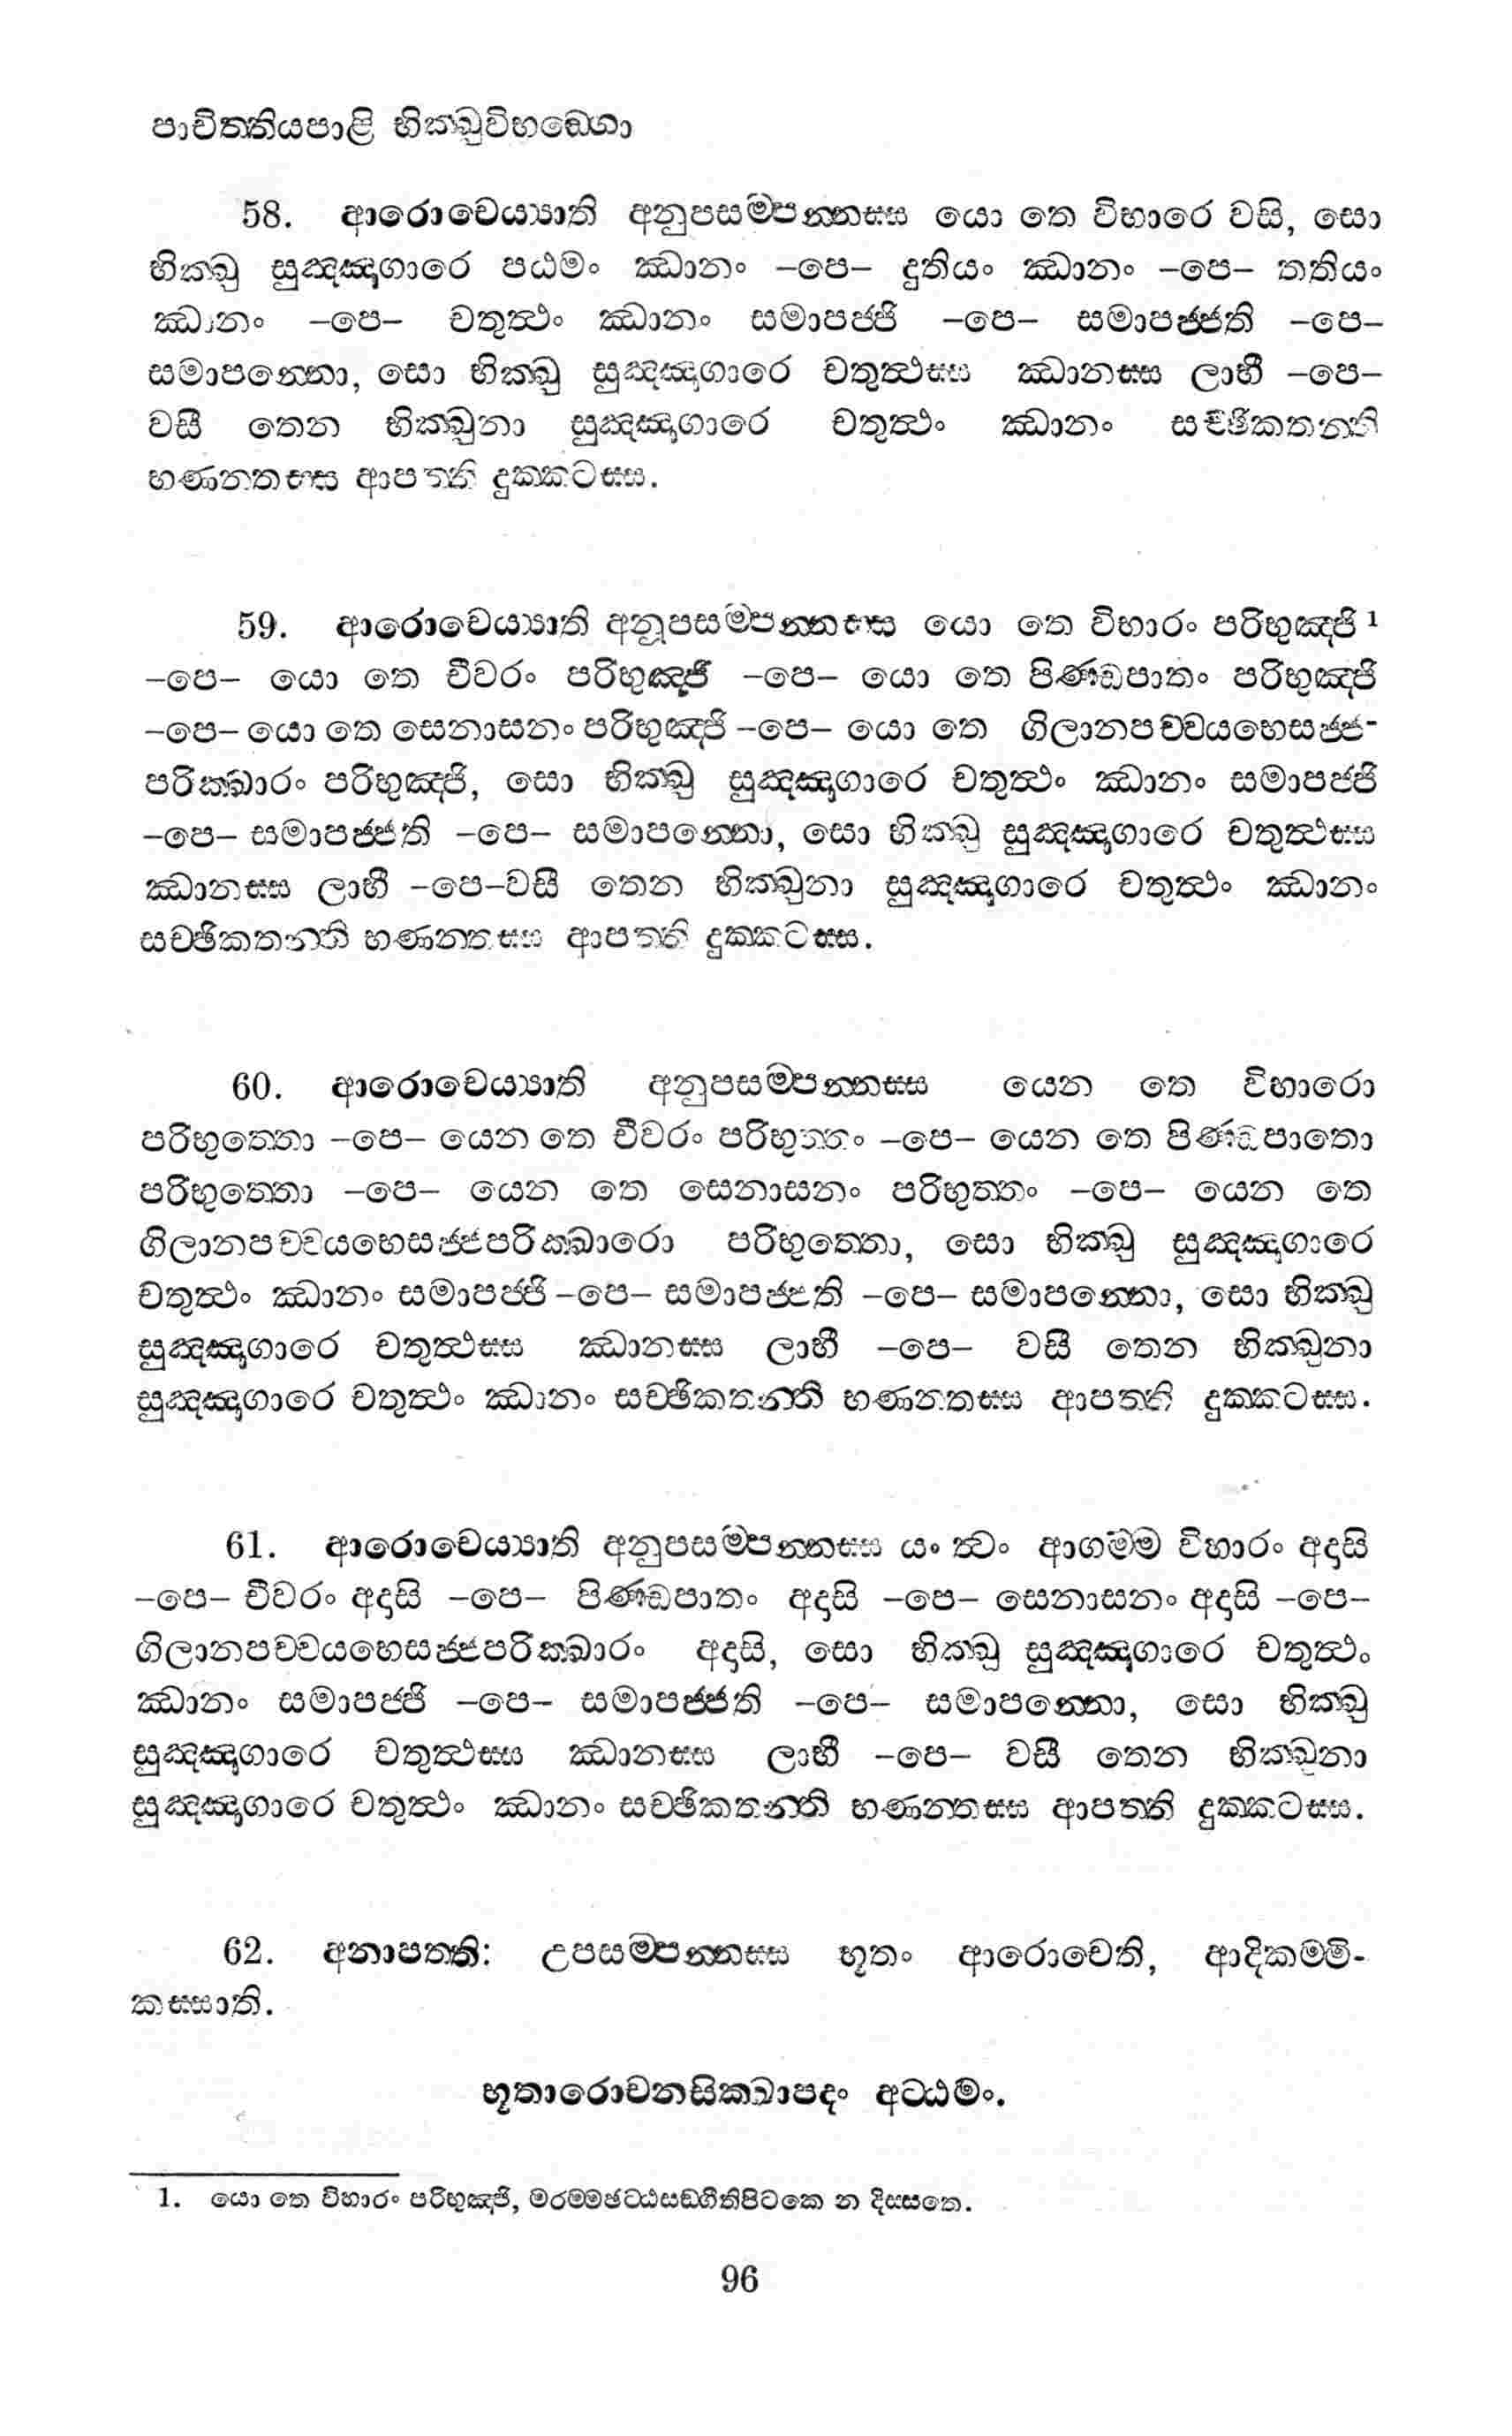 පාචිත්තියපාළි භික්ඛුවිභඞ්ගො
58. ආරොචෙය්‍යාති අනුපසම්පන්නස්ස යො තෙ විහාරෙ වසි, සො
භික්ඛු සුඤ්ඤාගාරෙ පඨමං ඣානං –පෙ– දුතියං ඣානං –පෙ– තතියං
ඣානං –පෙ– චතුත්‍ථං ඣානං සමාපජ්ජි –පෙ– සමාපජ්ජති –පෙ–
සමාපන්නො, සො භික්ඛු සුඤ්ඤාගාරෙ චතුත්‍ථස්ස ඣානස්ස ලාභී –පෙ–
වසී තෙන භික්ඛුනා සුඤ්ඤාගාරෙ චතුත්‍ථං ඣානං සච්ඡිකතන්ති
භණන්තස්ස ආපත්ති දුක්කටස්ස.
59. ආරොචෙය්‍යාති අනූපසම්පන්නස්ස යො තෙ විහාරං පරිභුඤ්ජි 1
–පෙ– යො තෙ චීවරං පරිභුඤ්ජි –පෙ– යො තෙ පිණ්ඩපාතං පරිභුඤ්ජි
–පෙ– යො තෙ සෙනාසනං පරිභුඤ්ජි –පෙ– යො තෙ ගිලානපච්චයභෙසජ්ජ-
පරික්ඛාරං පරිභුඤ්ජි, සො භික්ඛු සුඤ්ඤාගාරෙ චතුත්‍ථං ඣානං සමාපජ්ජි
–පෙ– සමාපජ්ජති –පෙ– සමාපන්නො, සො භික්ඛු සුඤ්ඤාගාරෙ චතුත්‍ථස්ස
ඣානස්ස ලාභී –පෙ–වසී තෙන භික්ඛුනා සුඤ්ඤාගාරෙ චතුත්‍ථං ඣානං
සච්ඡිකතන්ති භණන්තස්ස ආපත්ති දුක්කටස්ස.
60. ආරොචෙය්‍යාති අනුපසම්පන්නස්ස යෙන තෙ විහාරො
පරිභුත්තො –පෙ– යෙන තෙ චීවරං පරිභුත්තං –පෙ– යෙන තෙ පිණ්ඩපාතො
පරිභුත්තො –පෙ– යෙන තෙ සෙනාසනං පරිභුත්තං –පෙ– යෙන තෙ
ගිලානපච්චයභෙසජ්ජපරික්ඛාරො පරිභුත්තො, සො භික්ඛු සුඤ්ඤාගාරෙ
චතුත්‍ථං ඣානං සමාපජ්ජි –පෙ– සමාපජ්ජති –පෙ– සමාපන්නො, සො භික්ඛු
සුඤ්ඤාගාරෙ චතුත්‍ථස්ස ඣානස්ස ලාභී –පෙ– වසී තෙන භික්ඛුනා
සුඤ්ඤාගාරෙ චතුත්‍ථං ඣානං සච්ඡිකතන්ති භණන්තස්ස ආපත්ති දුක්කටස්ස.
61. ආරොචෙය්‍යාති අනුපසම්පන්නස්ස යං ත්‍වං ආගම්ම විහාරං අදාසි
–පෙ– චීවරං අදාසි –පෙ– පිණ්ඩපාතං අදාසි –පෙ– සෙනාසනං අදාසි –පෙ–
ගිලානපච්චයභෙසජ්ජපරික්ඛාරං අදාසි, සො භික්ඛු සුඤ්ඤාගාරෙ චතුත්‍ථං
ඣානං සමාපජ්ජි –පෙ– සමාපජ්ජති –පෙ– සමාපන්නො, සො භික්ඛු
සුඤ්ඤාගාරෙ චතුත්‍ථස්ස ඣානස්ස ලාභී –පෙ– වසී තෙන භික්ඛුනා
සුඤ්ඤාගාරෙ චතුත්‍ථං ඣානං සච්ඡිකතන්ති භණන්තස්ස ආපත්ති දුක්කටස්ස.
62. අනාපත්ති: උපසම්පන්නස්ස භූතං ආරොචෙති, ආදිකම්මි-
කස්සාති.
භූතාරොචනසික්ඛාපදං අට්ඨමං.
1. යො තෙ විහාරං පරිභුඤ්ජි, මරම්මඡට්ඨසඞ්ගීතිපිටකෙ න දිස්සතෙ.
96